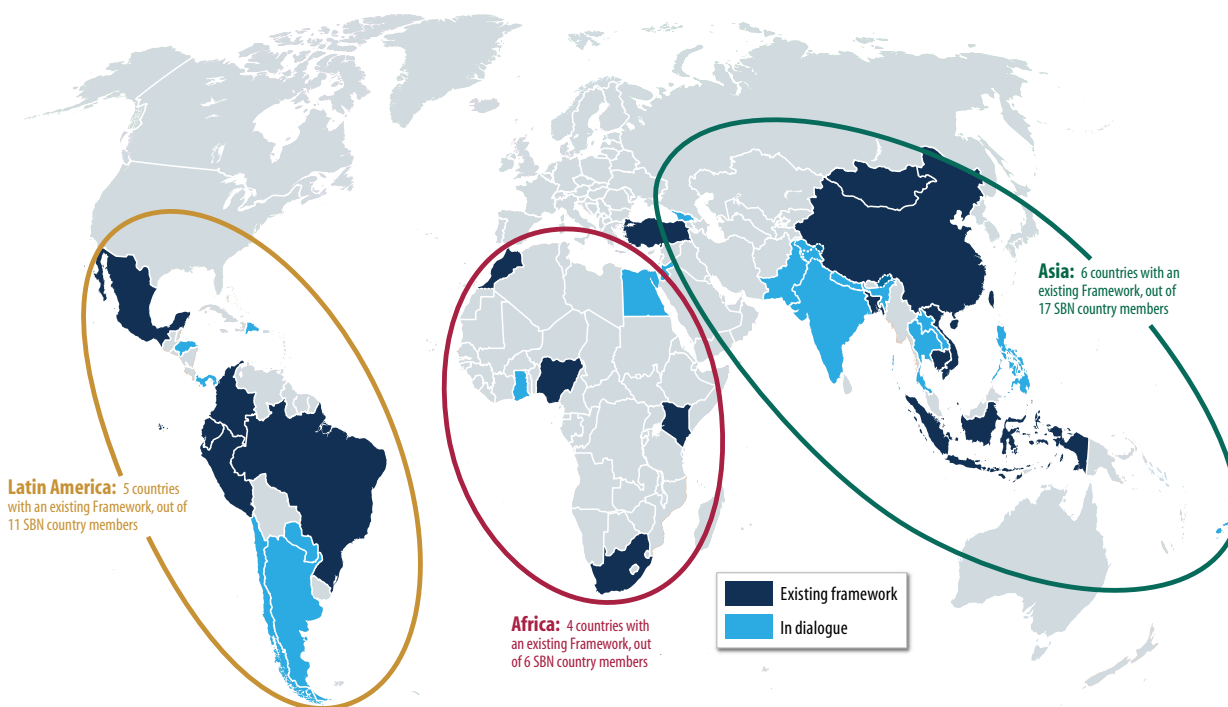 Asia: 6 countries with an
existing Framework, out of
17 SBN country members
Latin America: 5 countries
with an existing Framework, out of
11 SBN country members
Existing framework
In dialogue
Africa: 4 countries with
an existing Framework, out
of 6 SBN country members